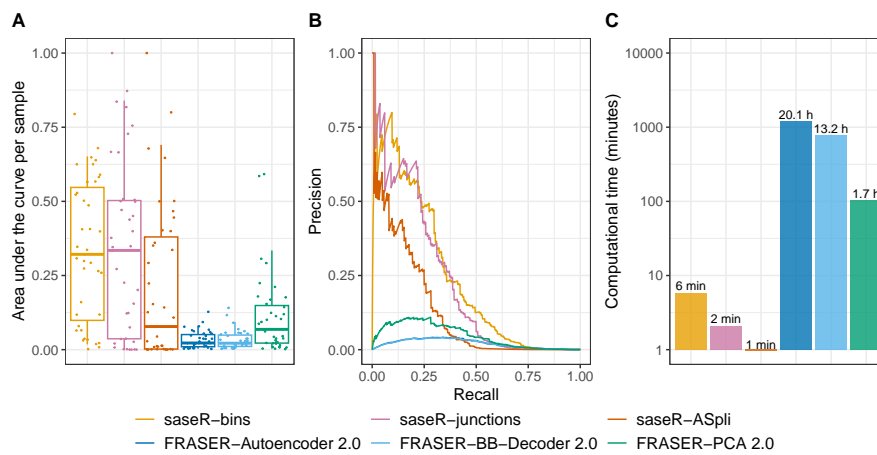 A
B
C
Area under the curve per sample
1.00
0.75
0.50
0.25
0.00
Precision
1.00
0.75
0.50
0.25
0.00
0.00 0.25 0.50 0.75 1.00
Recall
Computational time (minutes)
10000
1000
100
10
1
6 min
2 min
1 min
20.1 h
13.2 h
1.7 h
saseR−bins saseR−junctions saseR−ASpli
FRASER−Autoencoder 2.0 FRASER−BB−Decoder 2.0 FRASER−PCA 2.0